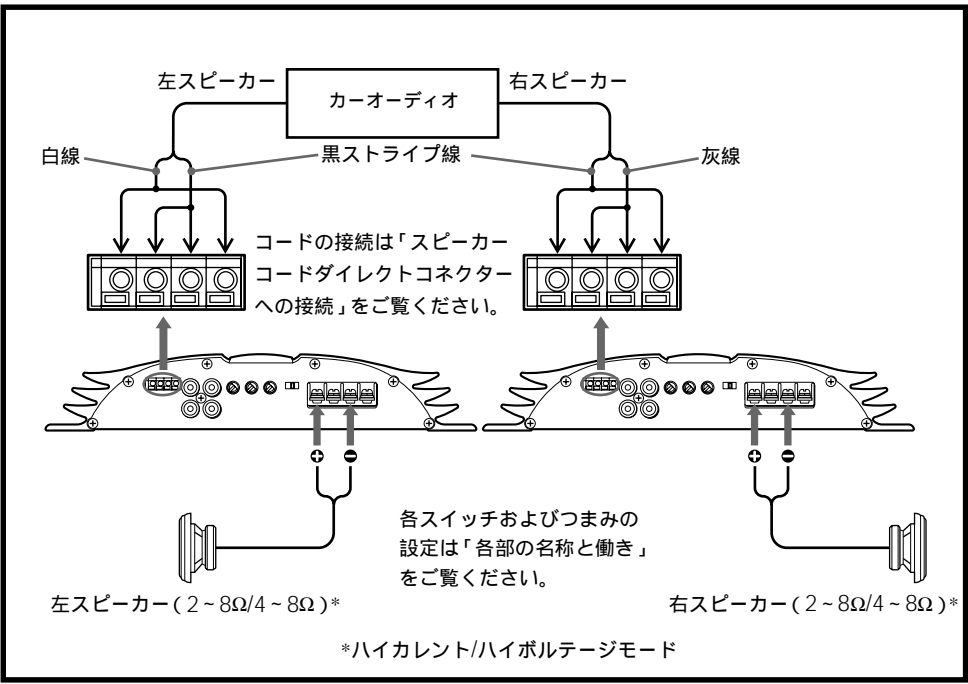 左スピーカー
カーオーディオ
右スピーカー
白線
黒ストライプ線
灰線
コードの接続は「スピーカー
コードダイレクトコネクター
への接続」をご覧ください。
各スイッチおよびつまみの
設定は「各部の名称と働き」
をご覧ください。
左スピーカー(2~8Ω/4~8Ω)*
右スピーカー(2~8Ω/4~8Ω)*
*ハイカレント/ハイボルテージモード